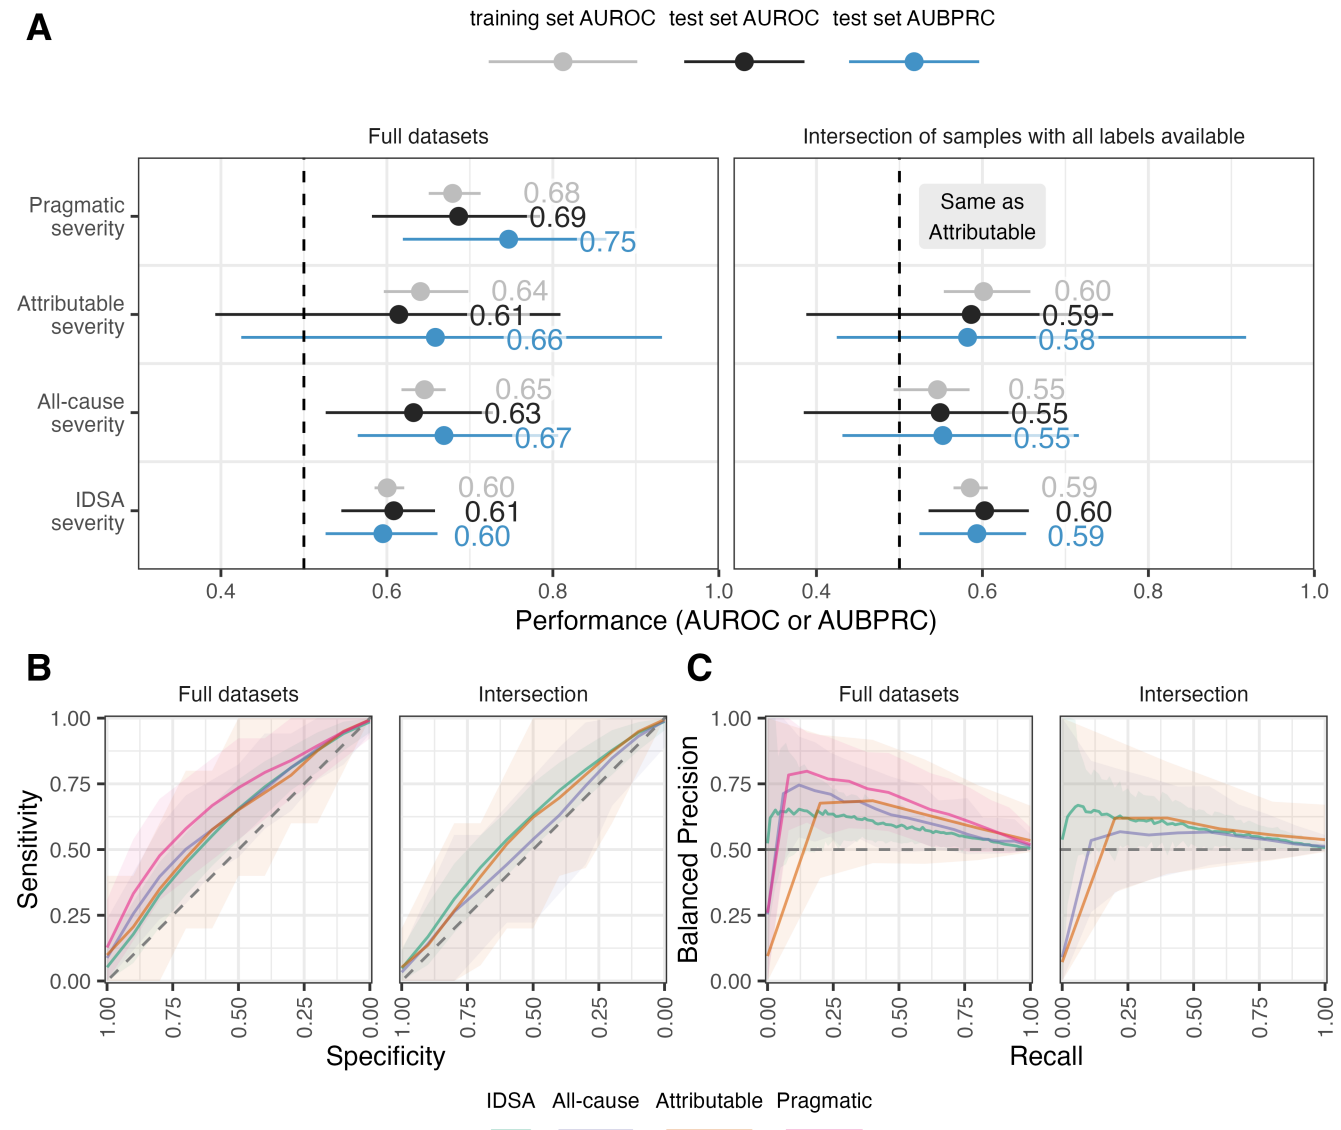 A
training set AUROC test set AUROC test set AUBPRC
Full datasets
Intersection of samples with all labels available
Pragmatic
severity
Attributable
severity
All-cause
severity
IDSA
severity
0.68
0.69
0.75
0.64
0.61
0.66
0.65
0.63
0.67
0.60
0.61
0.60
Same as
Attributable
0.60
0.59
0.58
0.55
0.55
0.55
0.59
0.60
0.59
0.4 0.6 0.8 1.0
0.4 0.6 0.8 1.0
Performance (AUROC or AUBPRC)
B
Full datasets
Intersection
Sensitivity
1.00
0.75
0.50
0.25
0.00
1.00 0.75 0.50 0.25 0.00
1.00 0.75 0.50 0.25 0.00
Specificity
C
Full datasets
Intersection
Balanced Precision
1.00
0.75
0.50
0.25
0.00
0.00 0.25 0.50 0.75 1.00
0.00 0.25 0.50 0.75 1.00
Recall
IDSA All-cause Attributable Pragmatic